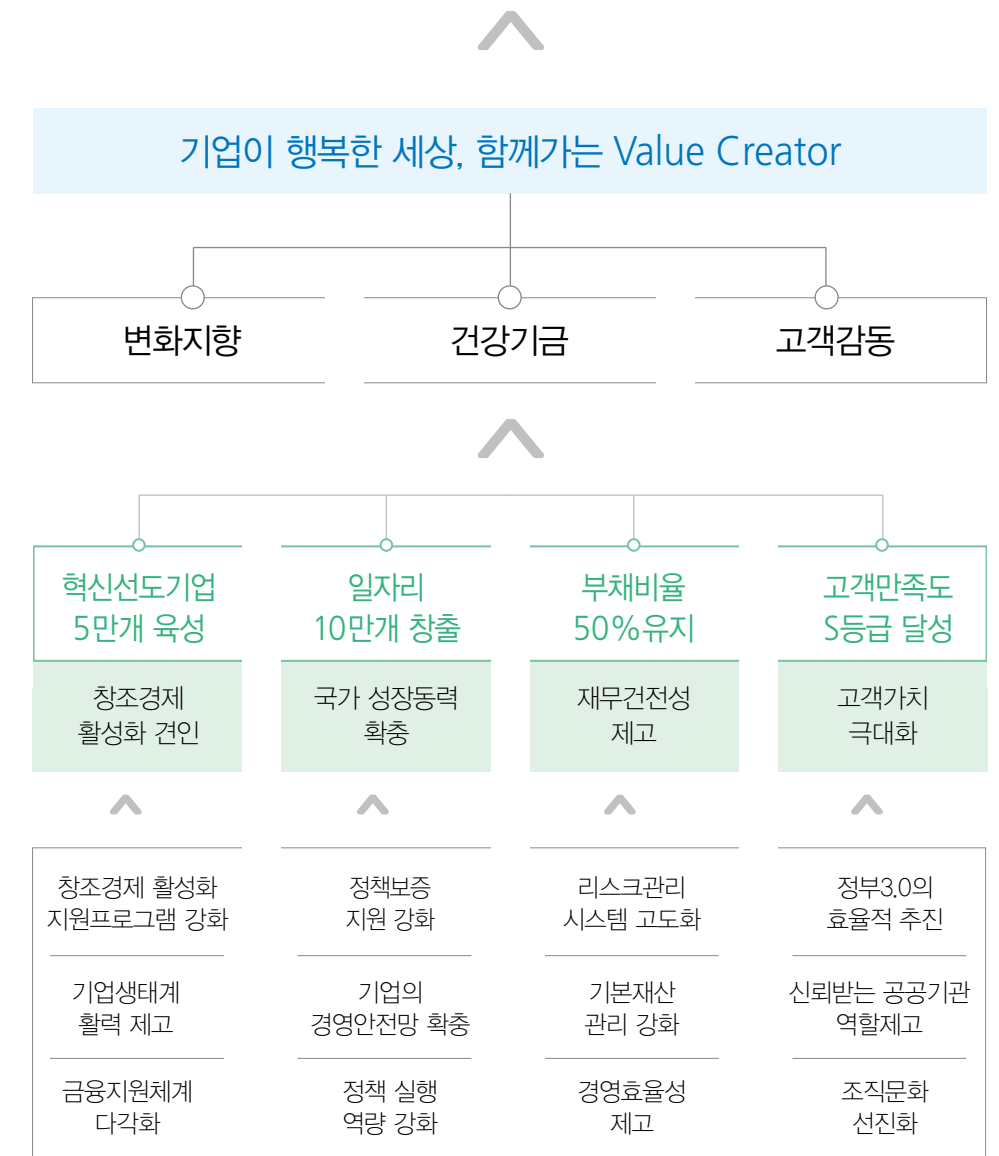 기업이 행복한 세상, 함께가는 Value Creator
변화지향
건강기금
고객감동
혁신선도기업
5만개 육성
일자리
10만개 창출
부채비율
50%유지
고객만족도
S등급 달성
창조경제
활성화 견인
국가 성장동력
확충
재무건전성
제고
고객가치
극대화
창조경제 활성화
지원프로그램 강화
정책보증
지원 강화
리스크관리
시스템 고도화
정부3.0의
효율적 추진
기업생태계
활력 제고
기업의
경영안전망 확충
기본재산
관리 강화
신뢰받는 공공기관
역할제고
금융지원체계
다각화
정책 실행
역량 강화
경영효율성
제고
조직문화
선진화